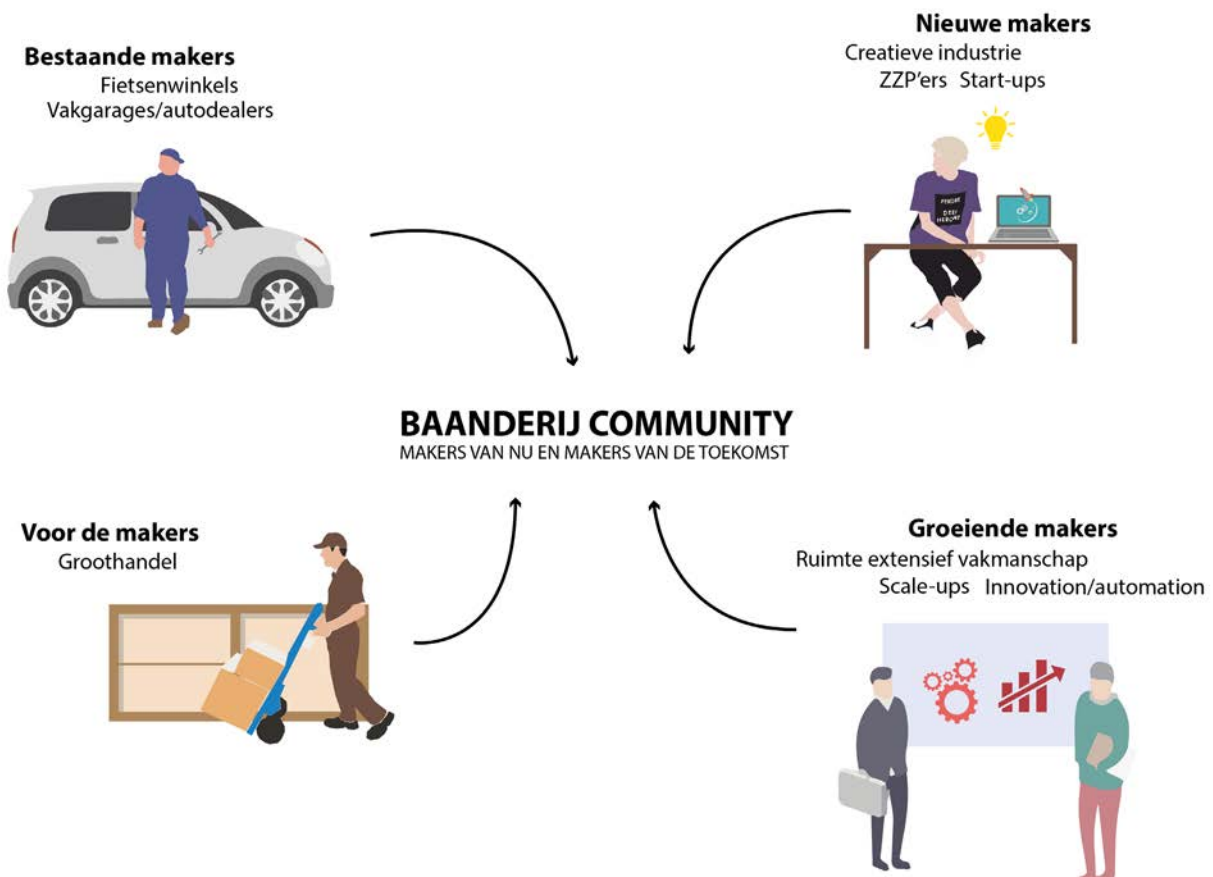 Bestaande makers
Fietsenwinkels
Vakgarages/autodealers
Nieuwe makers
Creatieve industrie
ZZP'ers Start-ups
BAANDERIJ COMMUNITY
MAKERS VAN NU EN MAKERS VAN DE TOEKOMST
Voor de makers
Groothandel
Groeiende makers
Ruimte extensief vakmanschap
Scale-ups Innovation/automation